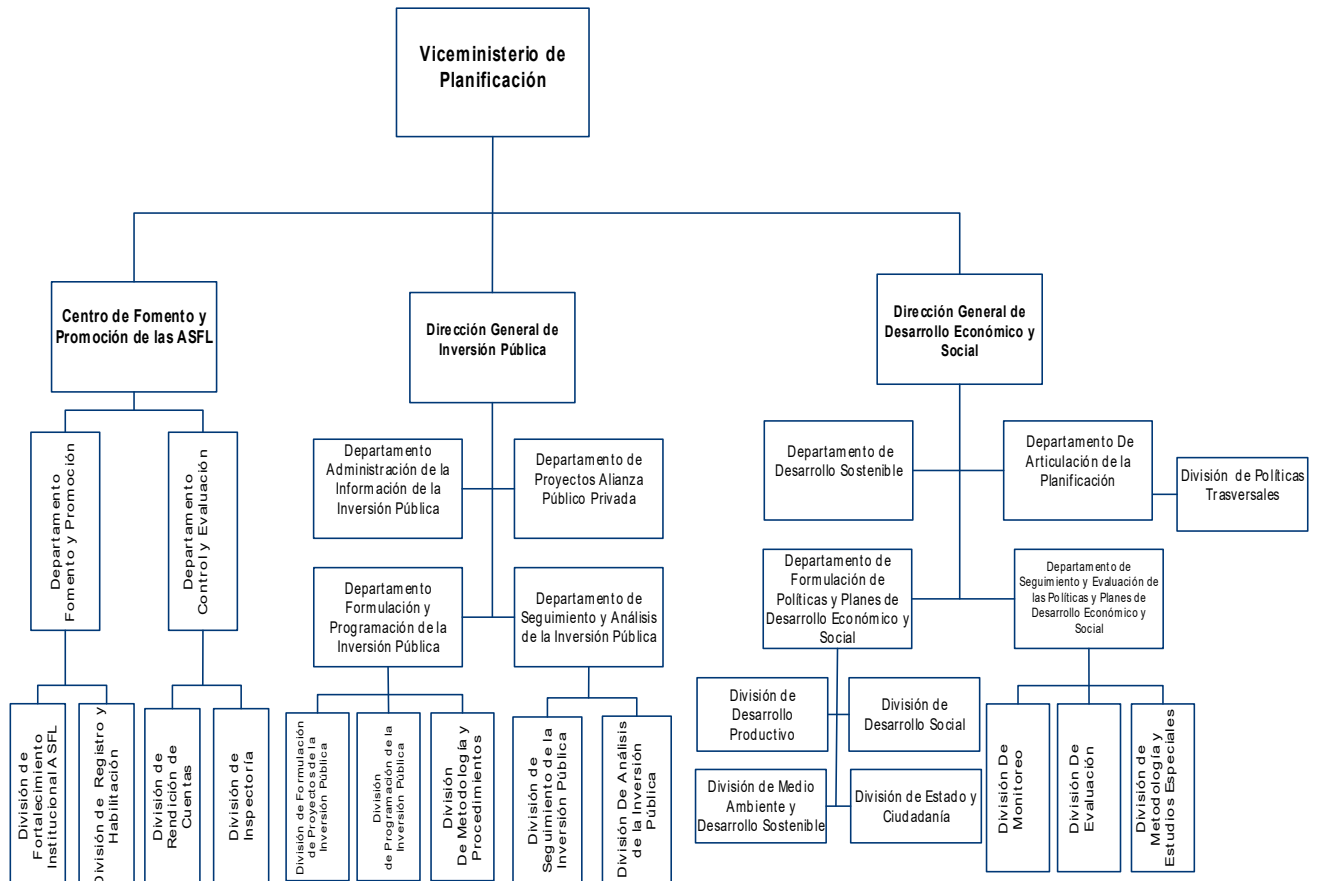 Viceministerio de
Planificación
Centro de Fomento y
Promoción de las ASFL
Dirección General de
Inversión Pública
Dirección General de
Desarrollo Económico y
Social
Departamento
Fomento y Promoción
Departamento
Control y Evaluación
Departamento
Administración de la
Información de la
Inversión Pública
Departamento de
Proyectos Alianza
Público Privada
Departamento de
Desarrollo Sostenible
Departamento De
Articulación de la
Planificación
División de Políticas
Trasversales
Departamento
Formulación y
Programación de la
Inversión Pública
Departamento de
Seguimiento y Análisis
de la Inversión Pública
Departamento de
Formulación de
Políticas y Planes de
Desarrollo Económico y
Social
Departamento de
Seguimiento y Evaluación de
las Políticas y Planes de
Desarrollo Económico y
Social
División de
Fortalecimiento
Institucional ASFL
División de Registro y
Habilitación
División de
Rendición de
Cuentas
División de
Inspectoría
División de Formulación
de Proyectos de la
Inversión Pública
División
de Programación de la
Inversión Pública
División
De Metodología y
Procedimientos
División de
Seguimiento de la
Inversión Pública
División De Análisis
de la Inversión
Pública
División de
Desarrollo
Productivo
División de
Desarrollo Social
División de Medio
Ambiente y
Desarrollo Sostenible
División de Estado y
Ciudadanía
División De
Monitoreo
División De
Evaluación
División de
Metodología y
Estudios Especiales